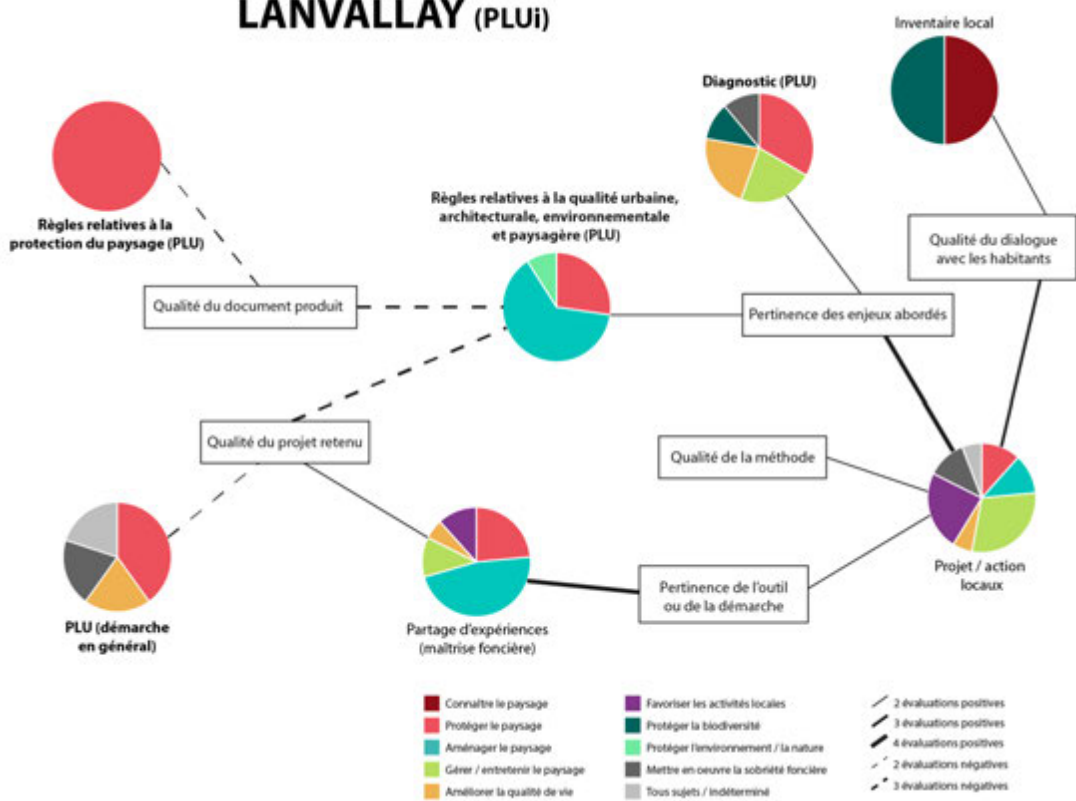 LANVALLAY (PLUi)
Inventaire local
Diagnostic (PLU)
Règles relatives à la
protection du paysage (PLU)
Règles relatives à la qualité urbaine,
architecturale, environnementale
et paysagère (PLU)
Qualité du dialogue
avec les habitants
Qualité du document produit
Pertinence des enjeux abordés
Qualité du projet retenu
Qualité de la méthode
Projet / action
locaux
Pertinence de l'outil
ou de la démarche
PLU (démarche
en général)
Partage d'expériences
(maîtrise foncière)
Connaître le paysage
Protéger le paysage
Aménager le paysage
Gérer / entretenir le paysage
Améliorer la qualité de vie
Favoriser les activités locales
Protéger la biodiversité
Protéger l'environnement / la nature
Mettre en oeuvre la sobriété foncière
Tous sujets / indéterminé
2 évaluations positives
3 évaluations positives
4 évaluations positives
2 évaluations négatives
3 évaluations négatives